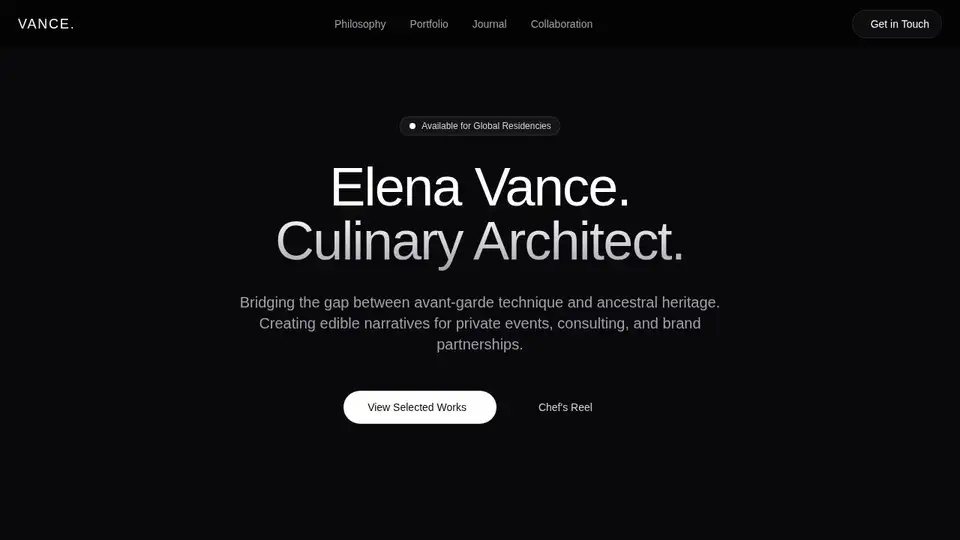 VANCE.
Philosophy
Portfolio
Journal
Collaboration
Get in Touch
Available for Global Residencies
Elena Vance.
Culinary Architect.
Bridging the gap between avant-garde technique and ancestral heritage.
Creating edible narratives for private events, consulting, and brand
partnerships.
View Selected Works
Chef's Reel